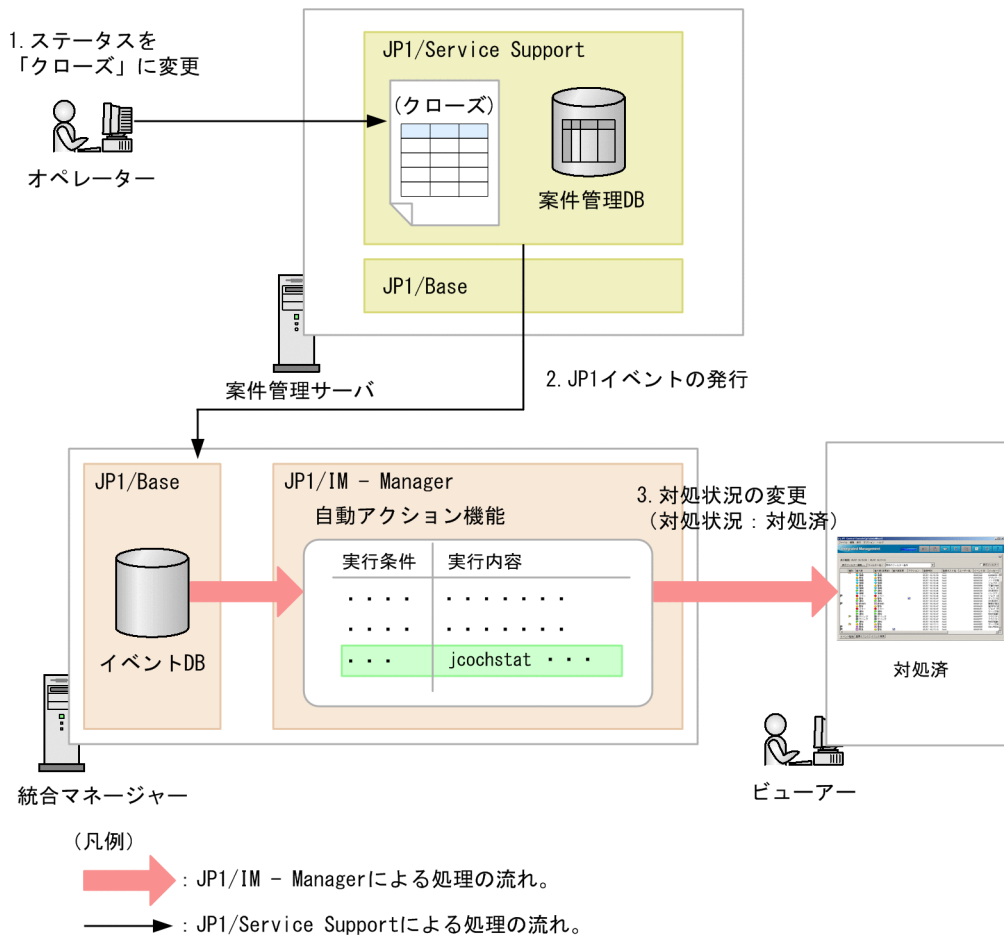 1.ステータスを
「クローズ」に変更
オペレーター
JP1/Service Support
(クローズ)
案件管理DB
JP1/Base
案件管理サーバ
2.JP1イベントの発行
JP1/Base
イベントDB
JP1/IM - Manager
自動アクション機能
実行条件 実行内容
・・・・ ・・・・・・・
・・・・ ・・・・・・・
・・・ jcochstat ・・・
3.対処状況の変更
(対処状況:対処済)
対処済
統合マネージャー
ビューアー
(凡例)
: JP1/IM - Managerによる処理の流れ。
: JP1/Service Supportによる処理の流れ。